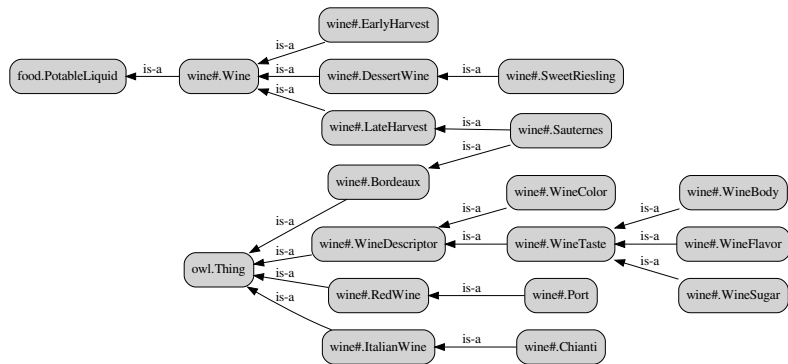 wine#.EarlyHarvest
is-a
food.PotableLiquid
is-a
wine#.Wine
is-a
wine#.DessertWine
is-a
wine#.SweetRiesling
is-a
wine#.LateHarvest
is-a
wine#.Sauternes
is-a
wine#.Bordeaux
is-a
wine#.WineColor
is-a
wine#.WineBody
is-a
is-a
wine#.WineDescriptor
is-a
wine#.WineTaste
is-a
wine#.WineFlavor
is-a
owl.Thing
is-a
wine#.RedWine
is-a
wine#.Port
is-a
wine#.WineSugar
is-a
wine#.ItalianWine
is-a
wine#.Chianti